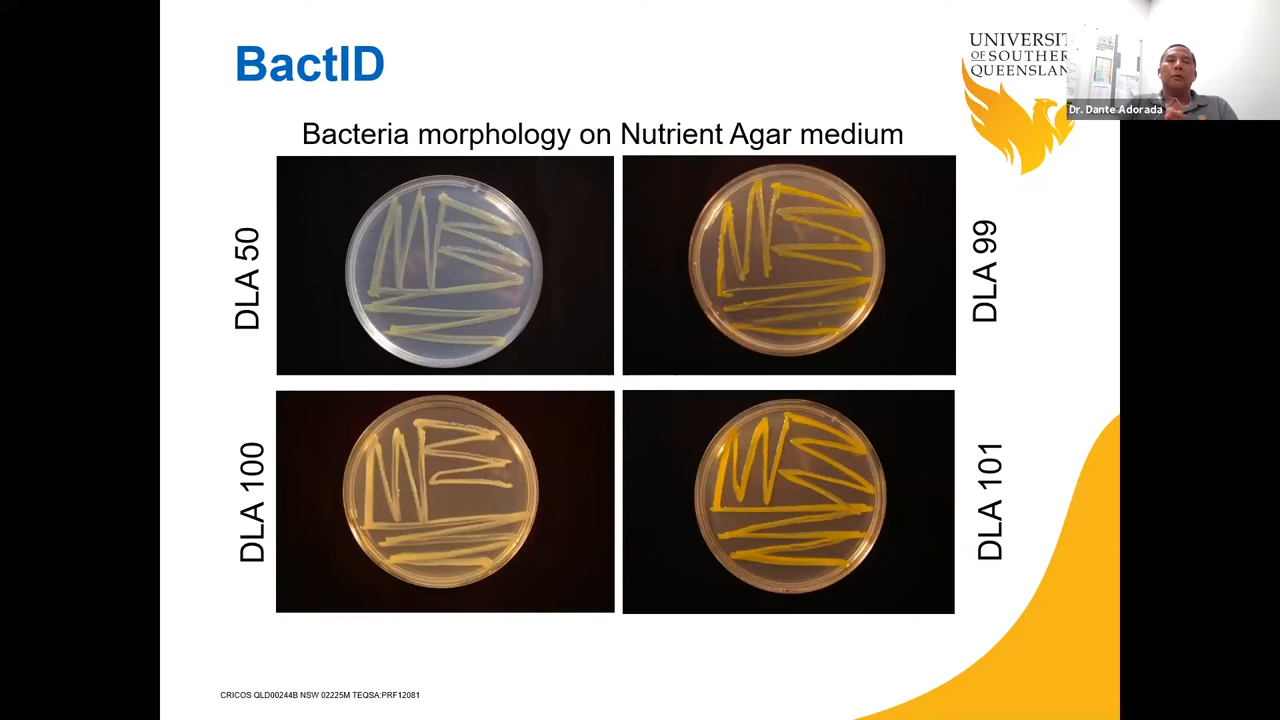 BactID
UNIVERSIT
OF SOUTHER
QUEENSLAN
Dr. Dante Adorada
Bacteria morphology on Nutrient Agar medium
DLA 50
DLA 99
DLA 100
DLA 101
CRICOS QLD00244B NSW 02225M TEQSA:PRF12081